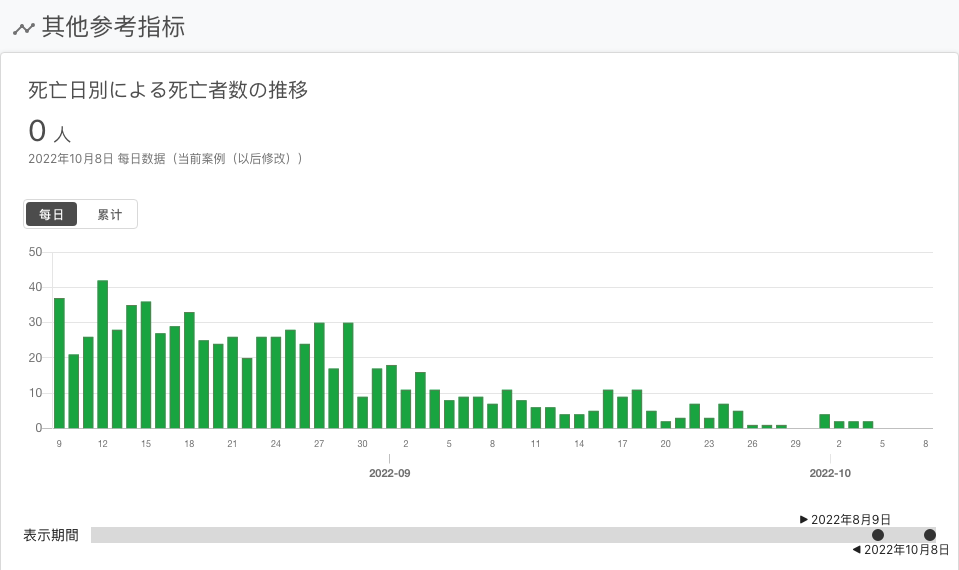 其他参考指标
死亡日別による死亡者数の推移
0 人
2022年10月8日 每日数据（当前案例（以后修改））
每日 累计
50
40
30
20
10
0
9 12 15 18 21 24 27 30 2 5 8 11 14 17 20 23 26 29 2 5 8
2022-09 2022-10
2022年8月9日
表示期間
2022年10月8日